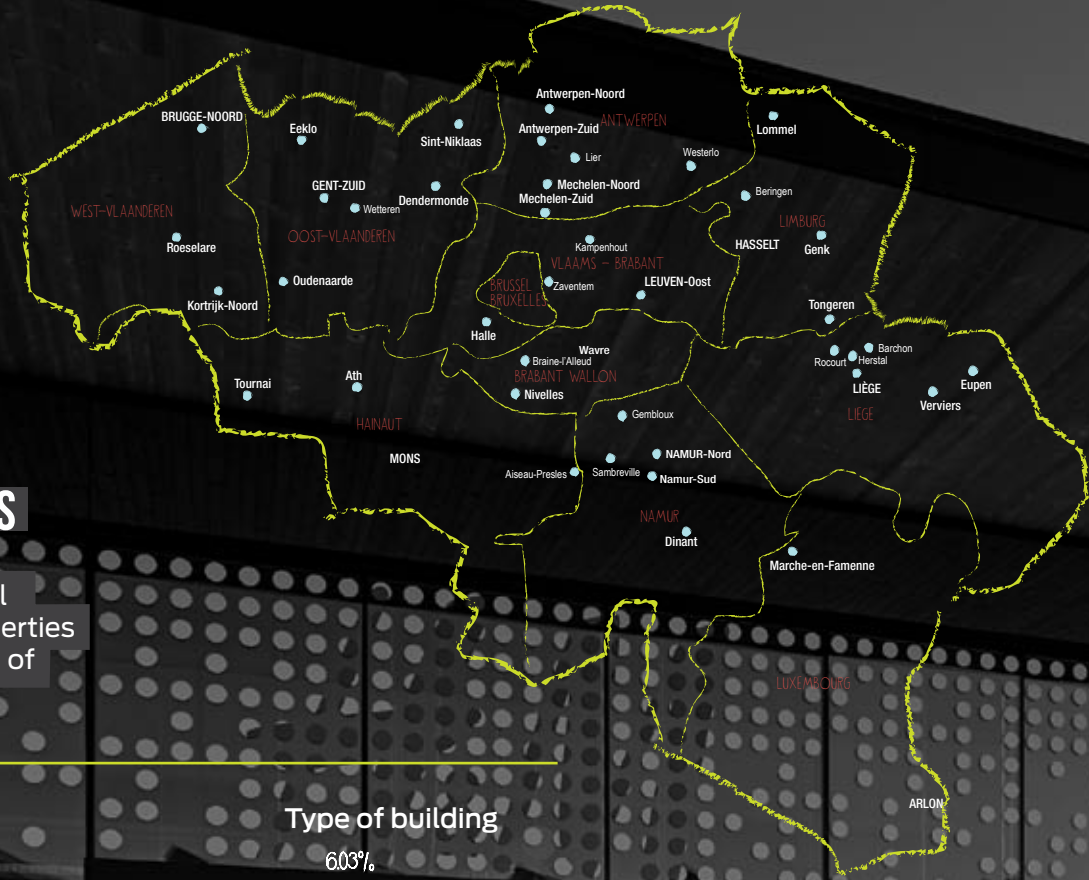 Antwerpen-Noord
ANTWERPEN
BRUGGE-NOORD
Eeklo
Sint-Niklaas
Antwerpen-Zuid
Lommel
Lier
Westerlo
GENT-ZUID
Dendermonde
Mechelen-Noord
Mechelen-Zuid
Beringen
WEST-VLAANDEREN
Wetteren
LIMBURG
OOST-VLAANDEREN
Roeselare
Kampenhout
HASSELT
Genk
VLAAMS - BRABANT
Oudenaarde
BRUSSEL
BRUXELLES
Zaventem
LEUVEN-Oost
Kortrijk-Noord
Tongeren
Halle
Wavre
Barchon
Rocourt
Herstal
Braine-l'Alleud
BRABANT WALLON
Tournai
Ath
LIÈGE
Eupen
Nivelles
Verviers
LIEGE
Gembloux
HAINAUT
MONS
NAMUR-Nord
Aiseau-Presles
Sambreville
Namur-Sud
S
NAMUR
Dinant
Marche-en-Famenne
l
erties
of
LUXEMBOURG
ARLON
Type of building
6.03%